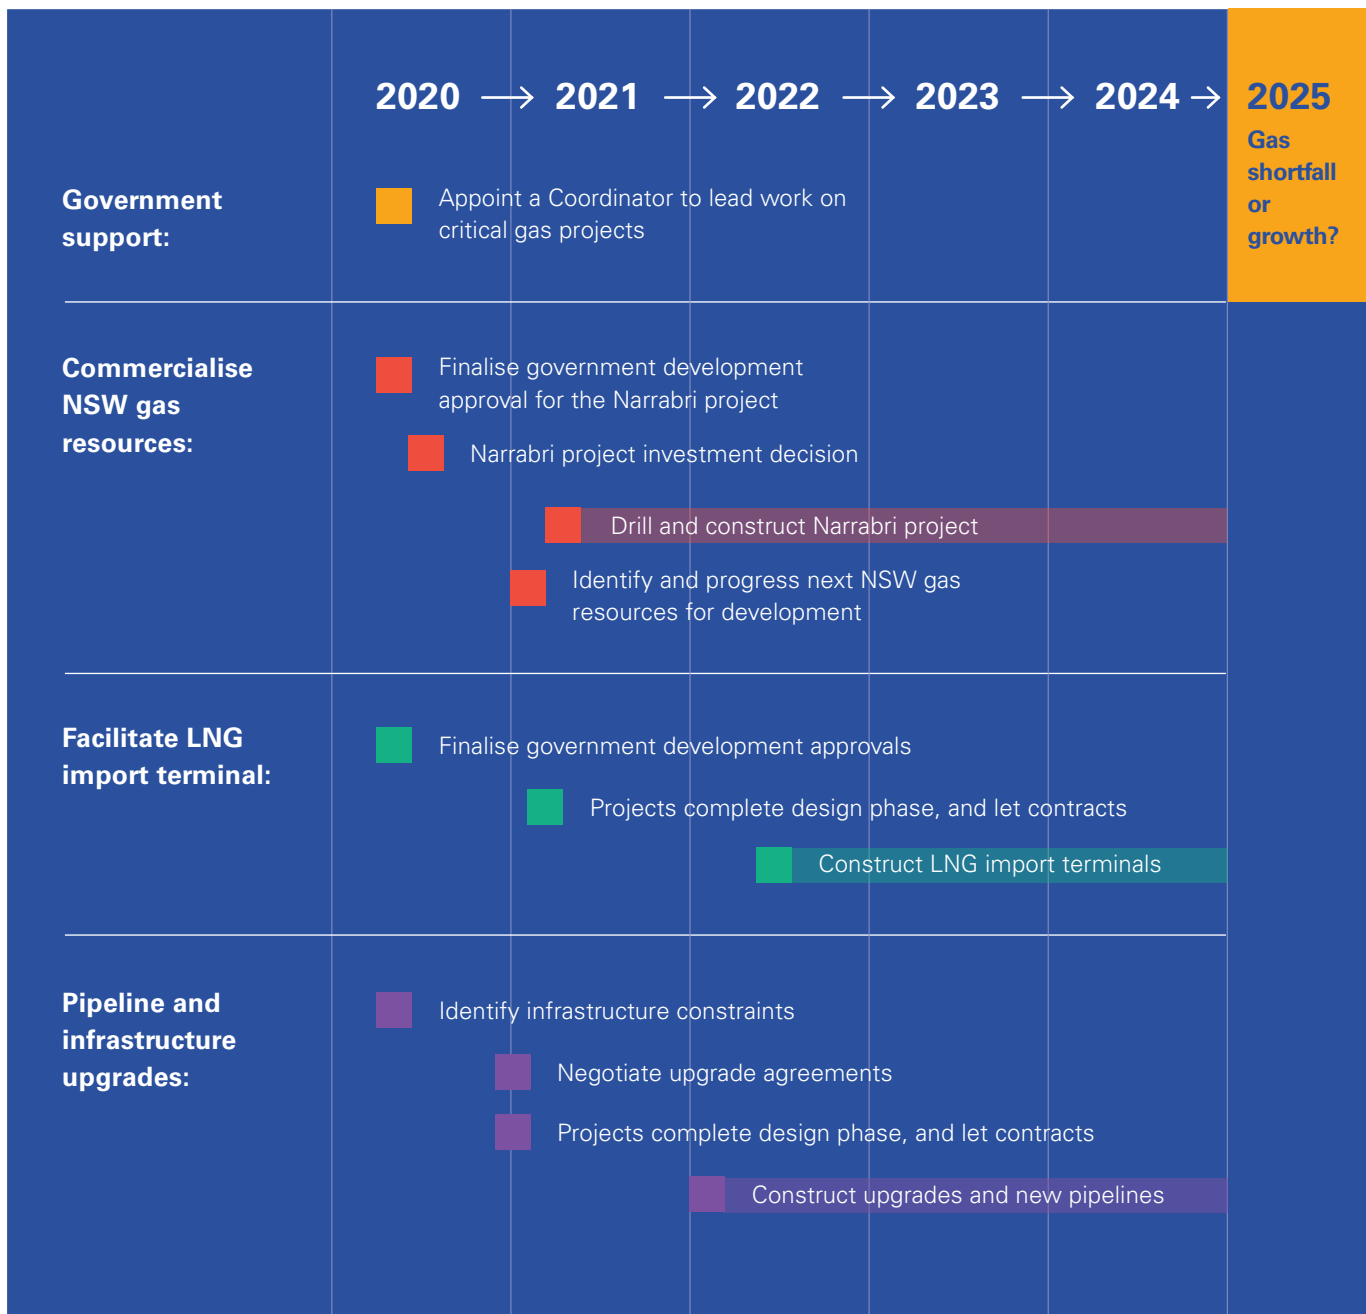 2020 → 2021 → 2022 → 2023 → 2024 → 2025
Gas
shortfall
or
growth?
Government
support:
Appoint a Coordinator to lead work on
critical gas projects
Commercialise
NSW gas
resources:
Finalise government development
approval for the Narrabri project
Narrabri project investment decision
Drill and construct Narrabri project
Identify and progress next NSW gas
resources for development
Facilitate LNG
import terminal:
Finalise government development approvals
Projects complete design phase, and let contracts
Construct LNG import terminals
Pipeline and
infrastructure
upgrades:
Identify infrastructure constraints
Negotiate upgrade agreements
Projects complete design phase, and let contracts
Construct upgrades and new pipelines